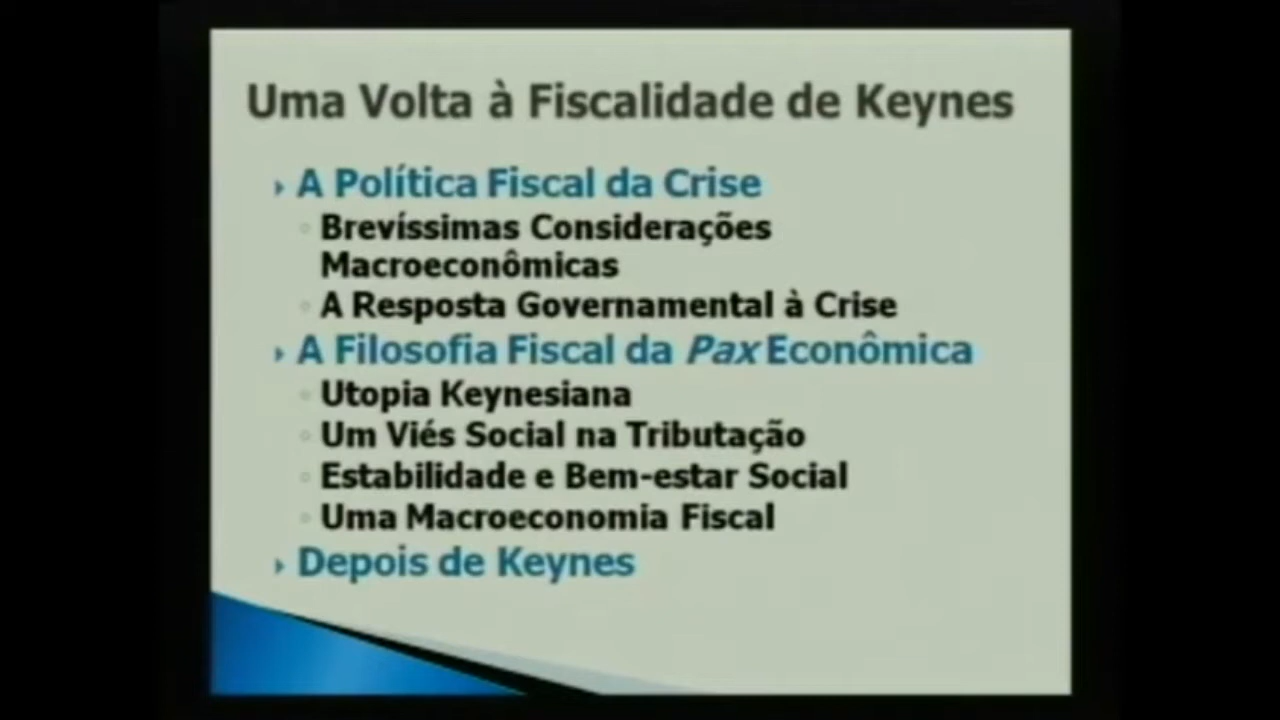 Uma Volta à Fiscalidade de Keynes
A Política Fiscal da Crise
Brevíssimas Considerações
Macroeconômicas
A Resposta Governamental à Crise
A Filosofia Fiscal da Pax Econômica
Utopia Keynesiana
Um Viés Social na Tributação
Estabilidade e Bem-estar Social
Uma Macroeconomia Fiscal
Depois de Keynes